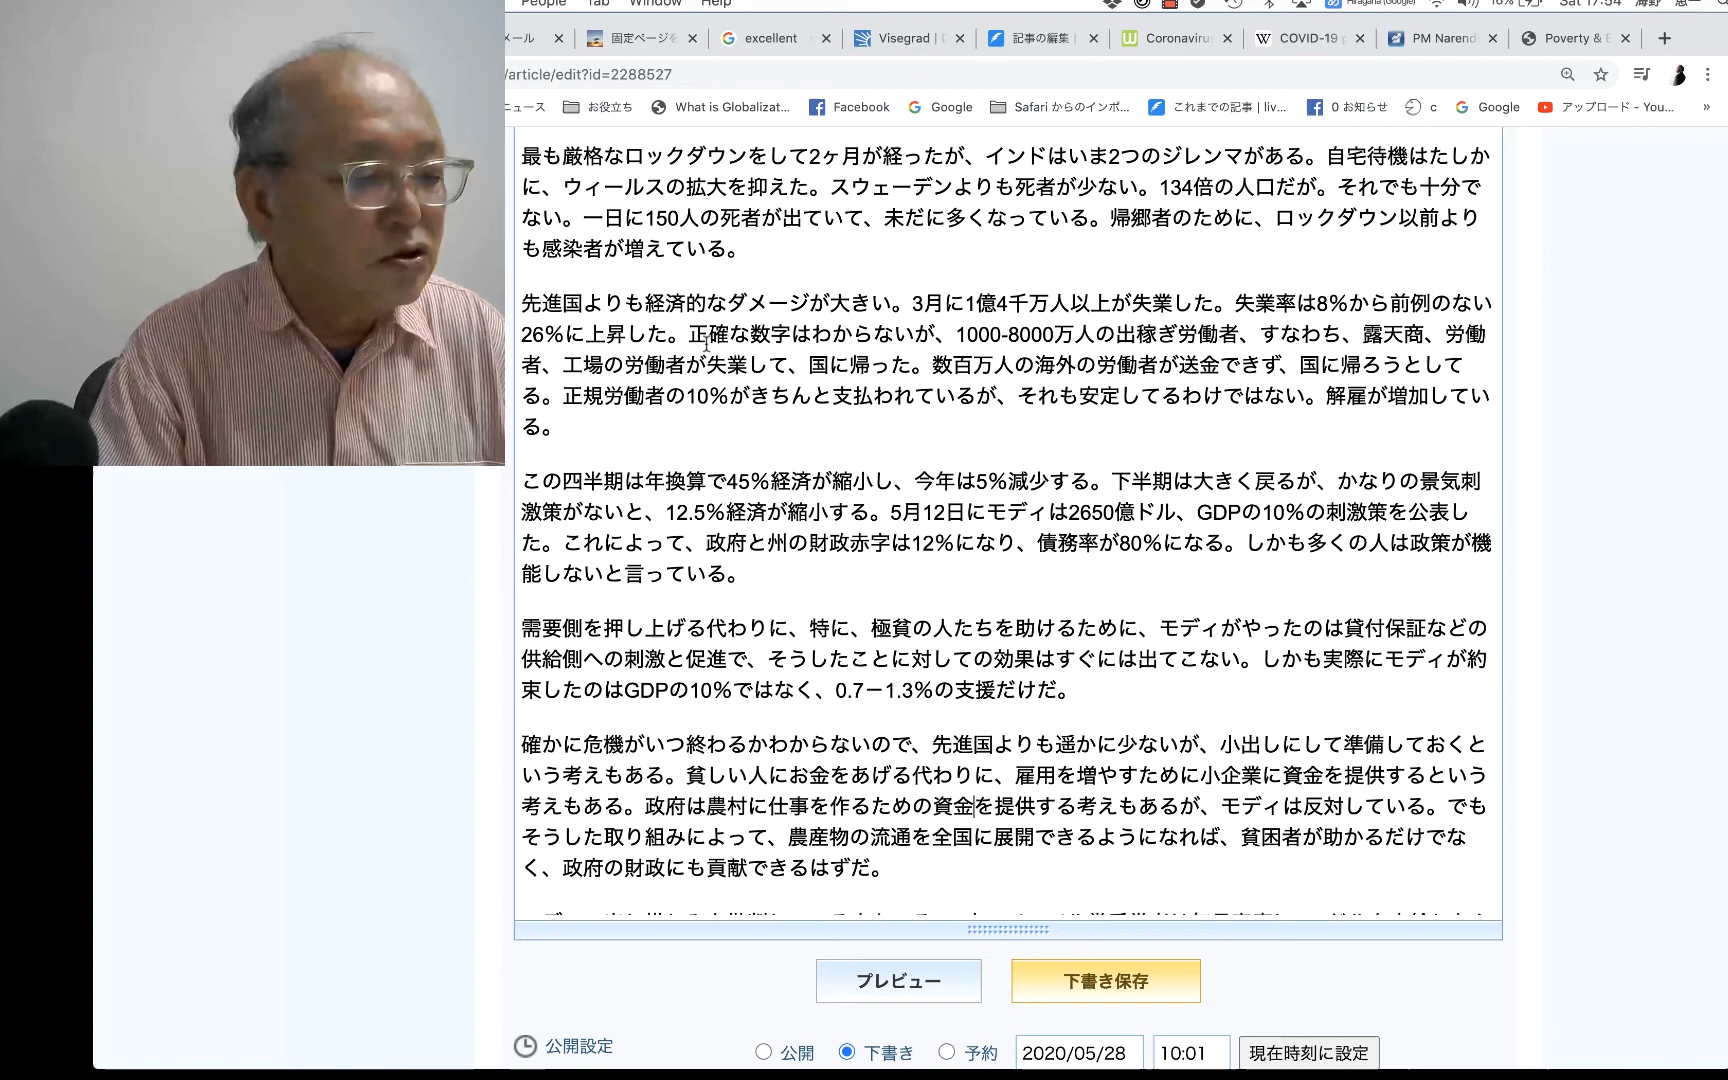 People Tab Window Help
Hiragana (Google) 16% Sat 17:54 海野 恵一
メール 固定ページを excellent Visegrad | D 記事の編集 | Coronaviru COVID-19 p PM Narend Poverty & E
/article/edit?id=2288527
ニュース お役立ち What is Globalizat... Facebook Google Safari からのインポ... これまでの記事 | liv... 0 お知らせ c Google アップロード - You... »
最も厳格なロックダウンをして2ヶ月が経ったが、インドはいま2つのジレンマがある。自宅待機はたしか
に、ウィールスの拡大を抑えた。スウェーデンよりも死者が少ない。134倍の人口だが。それでも十分で
ない。一日に150人の死者が出ていて、未だに多くなっている。帰郷者のために、ロックダウン以前より
も感染者が増えている。
先進国よりも経済的なダメージが大きい。3月に1億4千万人以上が失業した。失業率は8%から前例のない
26%に上昇した。正確な数字はわからないが、1000-8000万人の出稼ぎ労働者、すなわち、露天商、労働
者、工場の労働者が失業して、国に帰った。数百万人の海外の労働者が送金できず、国に帰ろうとして
る。正規労働者の10%がきちんと支払われているが、それも安定してるわけではない。解雇が増加してい
る。
この四半期は年換算で45%経済が縮小し、今年は5%減少する。下半期は大きく戻るが、かなりの景気刺
激策がないと、12.5%経済が縮小する。5月12日にモディは2650億ドル、GDPの10%の刺激策を公表し
た。これによって、政府と州の財政赤字は12%になり、債務率が80%になる。しかも多くの人は政策が機
能しないと言っている。
需要側を押し上げる代わりに、特に、極貧の人たちを助けるために、モディがやったのは貸付保証などの
供給側への刺激と促進で、そうしたことに対しての効果はすぐには出てこない。しかも実際にモディが約
束したのはGDPの10%ではなく、0.7ー1.3%の支援だけだ。
確かに危機がいつ終わるかわからないので、先進国よりも遥かに少ないが、小出しにして準備しておくと
いう考えもある。貧しい人にお金をあげる代わりに、雇用を増やすために小企業に資金を提供するという
考えもある。政府は農村に仕事を作るための資金を提供する考えもあるが、モディは反対している。でも
そうした取り組みによって、農産物の流通を全国に展開できるようになれば、貧困者が助かるだけでな
く、政府の財政にも貢献できるはずだ。
プレビュー 下書き保存
公開設定 公開 下書き 予約 2020/05/28 10:01 現在時刻に設定